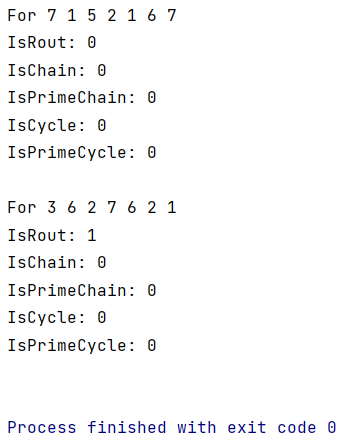 For 7 1 5 2 1 6 7
IsRout: 0
IsChain: 0
IsPrimeChain: 0
IsCycle: 0
IsPrimeCycle: 0
For 3 6 2 7 6 2 1
IsRout: 1
IsChain: 0
IsPrimeChain: 0
IsCycle: 0
IsPrimeCycle: 0
Process finished with exit code 0